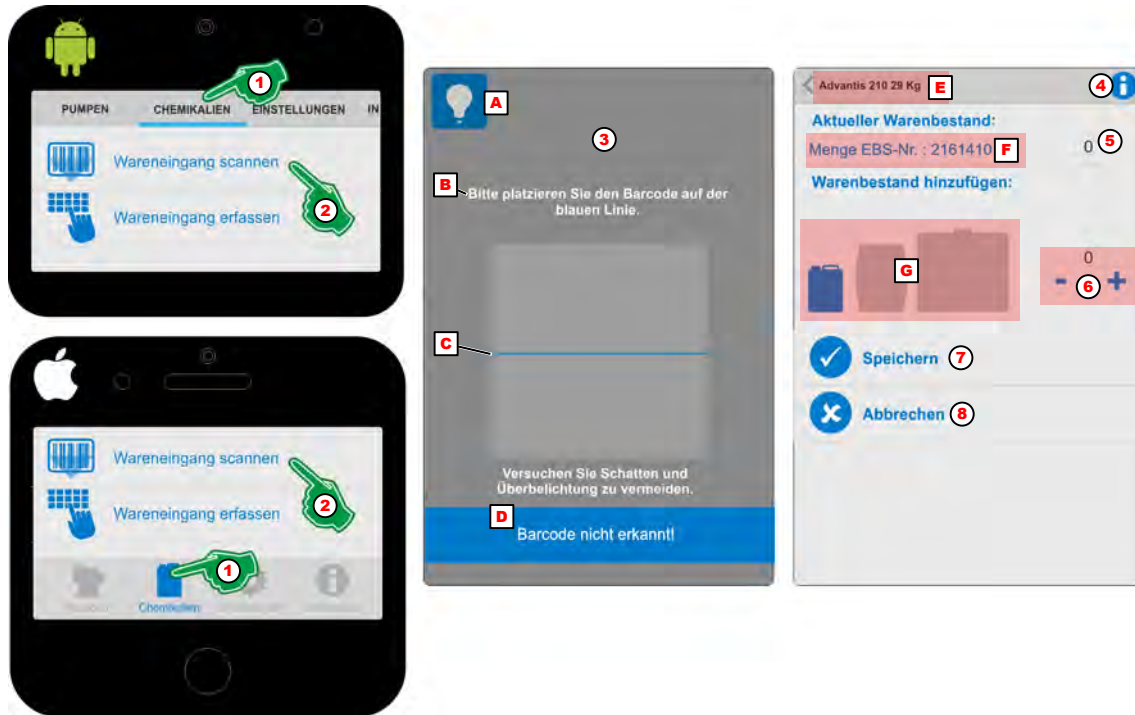 1
PUMPEN CHEMIKALIEN EINSTELLUNGEN IN
Wareneingang scannen
2
Wareneingang erfassen
Wareneingang scannen
2
Wareneingang erfassen
1
Chemikalien
A
3
B
Bitte platzieren Sie den Barcode auf der
blauen Linie.
C
Versuchen Sie Schatten und
Überbelichtung zu vermeiden.
D
Barcode nicht erkannt!
Advantis 210 29 Kg E 4
Aktueller Warenbestand:
Menge EBS-Nr. : 2161410 F 0 5
Warenbestand hinzufügen:
G
0
- 6 +
Speichern 7
Abbrechen 8